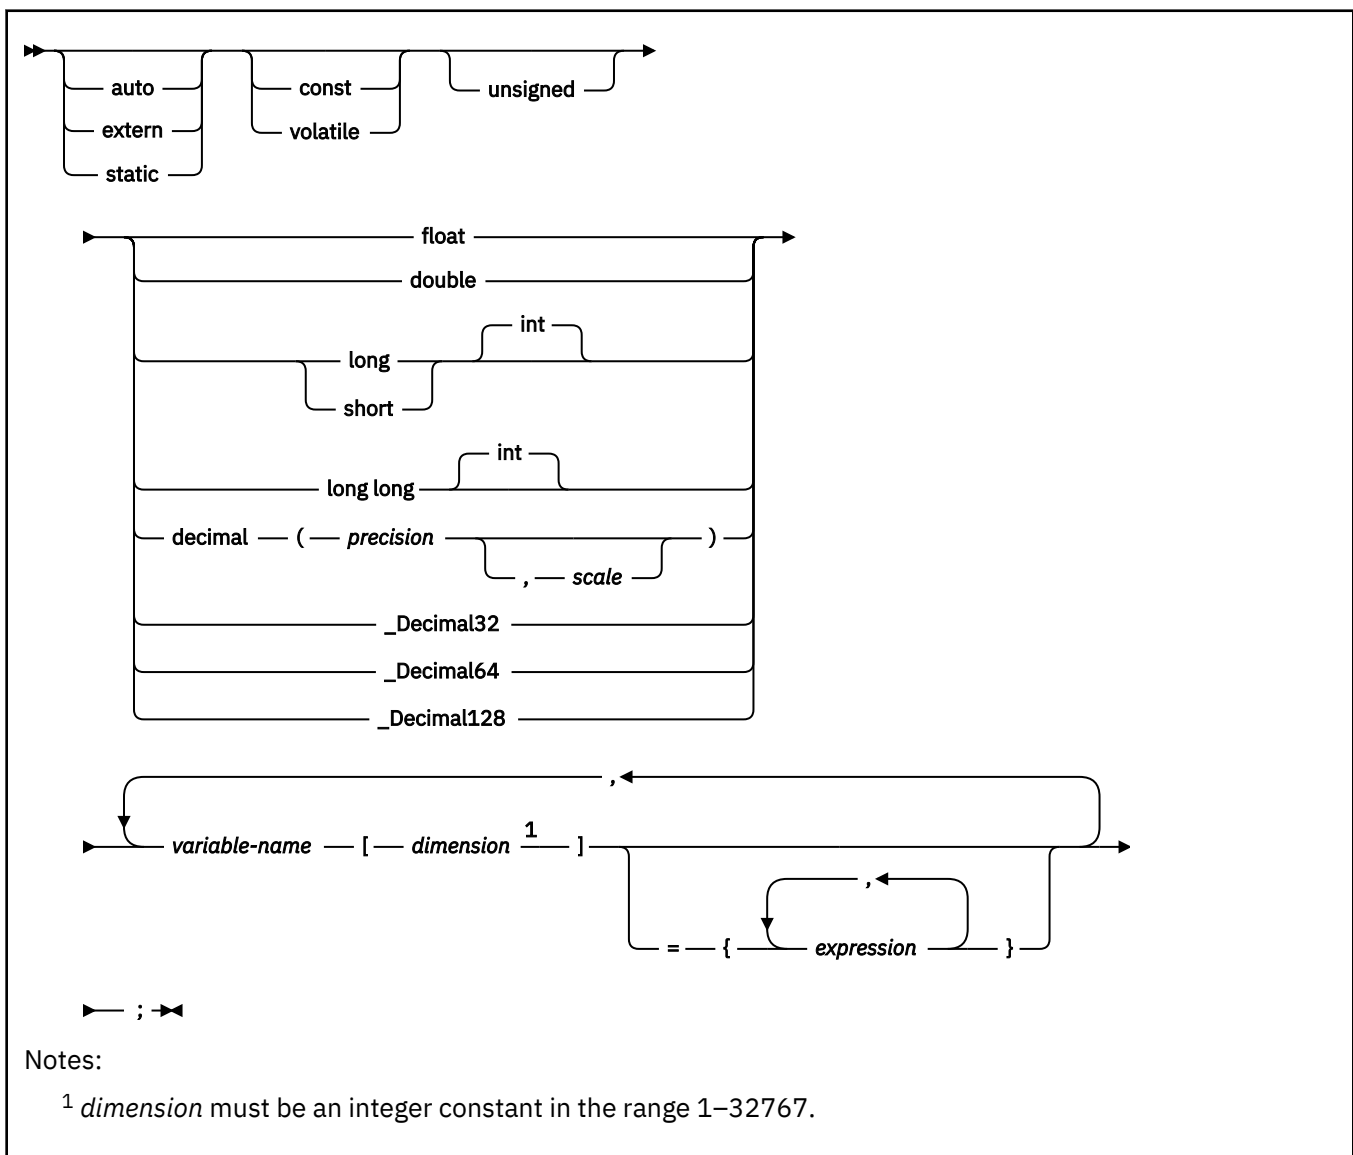 auto const unsigned
extern volatile
static
float
double
int
long
short
int
long long
decimal ( precision )
, scale
_Decimal32
_Decimal64
_Decimal128
,
variable-name [ dimension 1 ]
,
= { expression }
;
Notes:
1 dimension must be an integer constant in the range 1–32767.